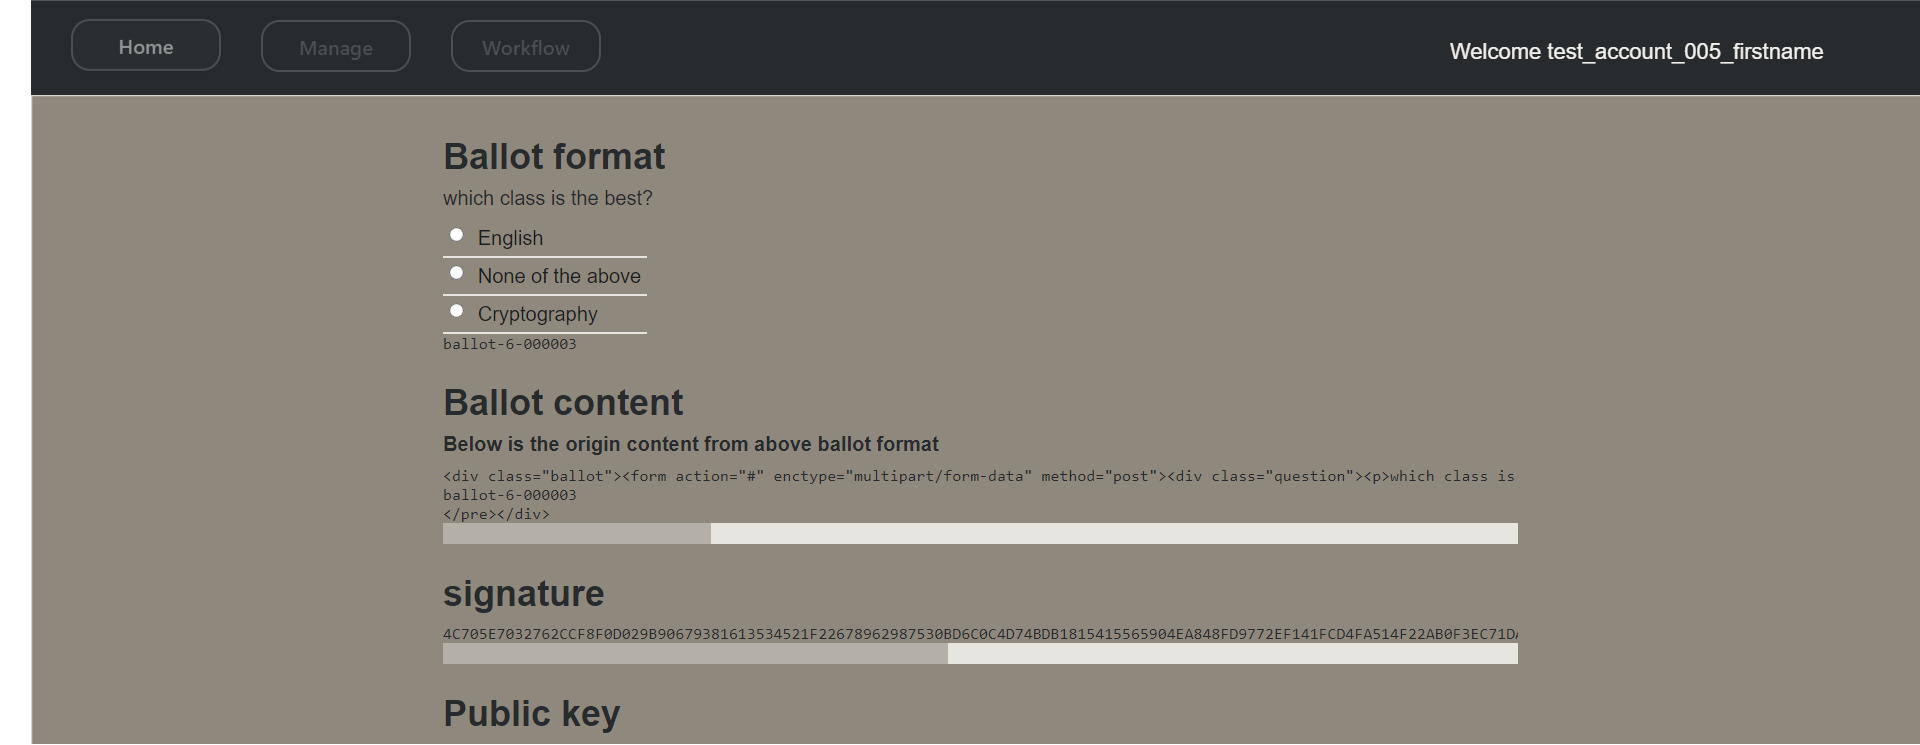 Home
Manage
Workflow
Welcome test_account_005_firstname
Ballot format
which class is the best?
English
None of the above
Cryptography
ballot-6-000003
Ballot content
Below is the origin content from above ballot format
<div class="ballot"><form action="#" enctype="multipart/form-data" method="post"><div class="question"><p>which class is
ballot-6-000003
</pre></div>
signature
4C705E7032762CCF8F0D029B90679381613534521F22678962987530BD6C0C4D74BDB1815415565904EA848FD9772EF141FCD4FA514F22AB0F3EC71D
Public key